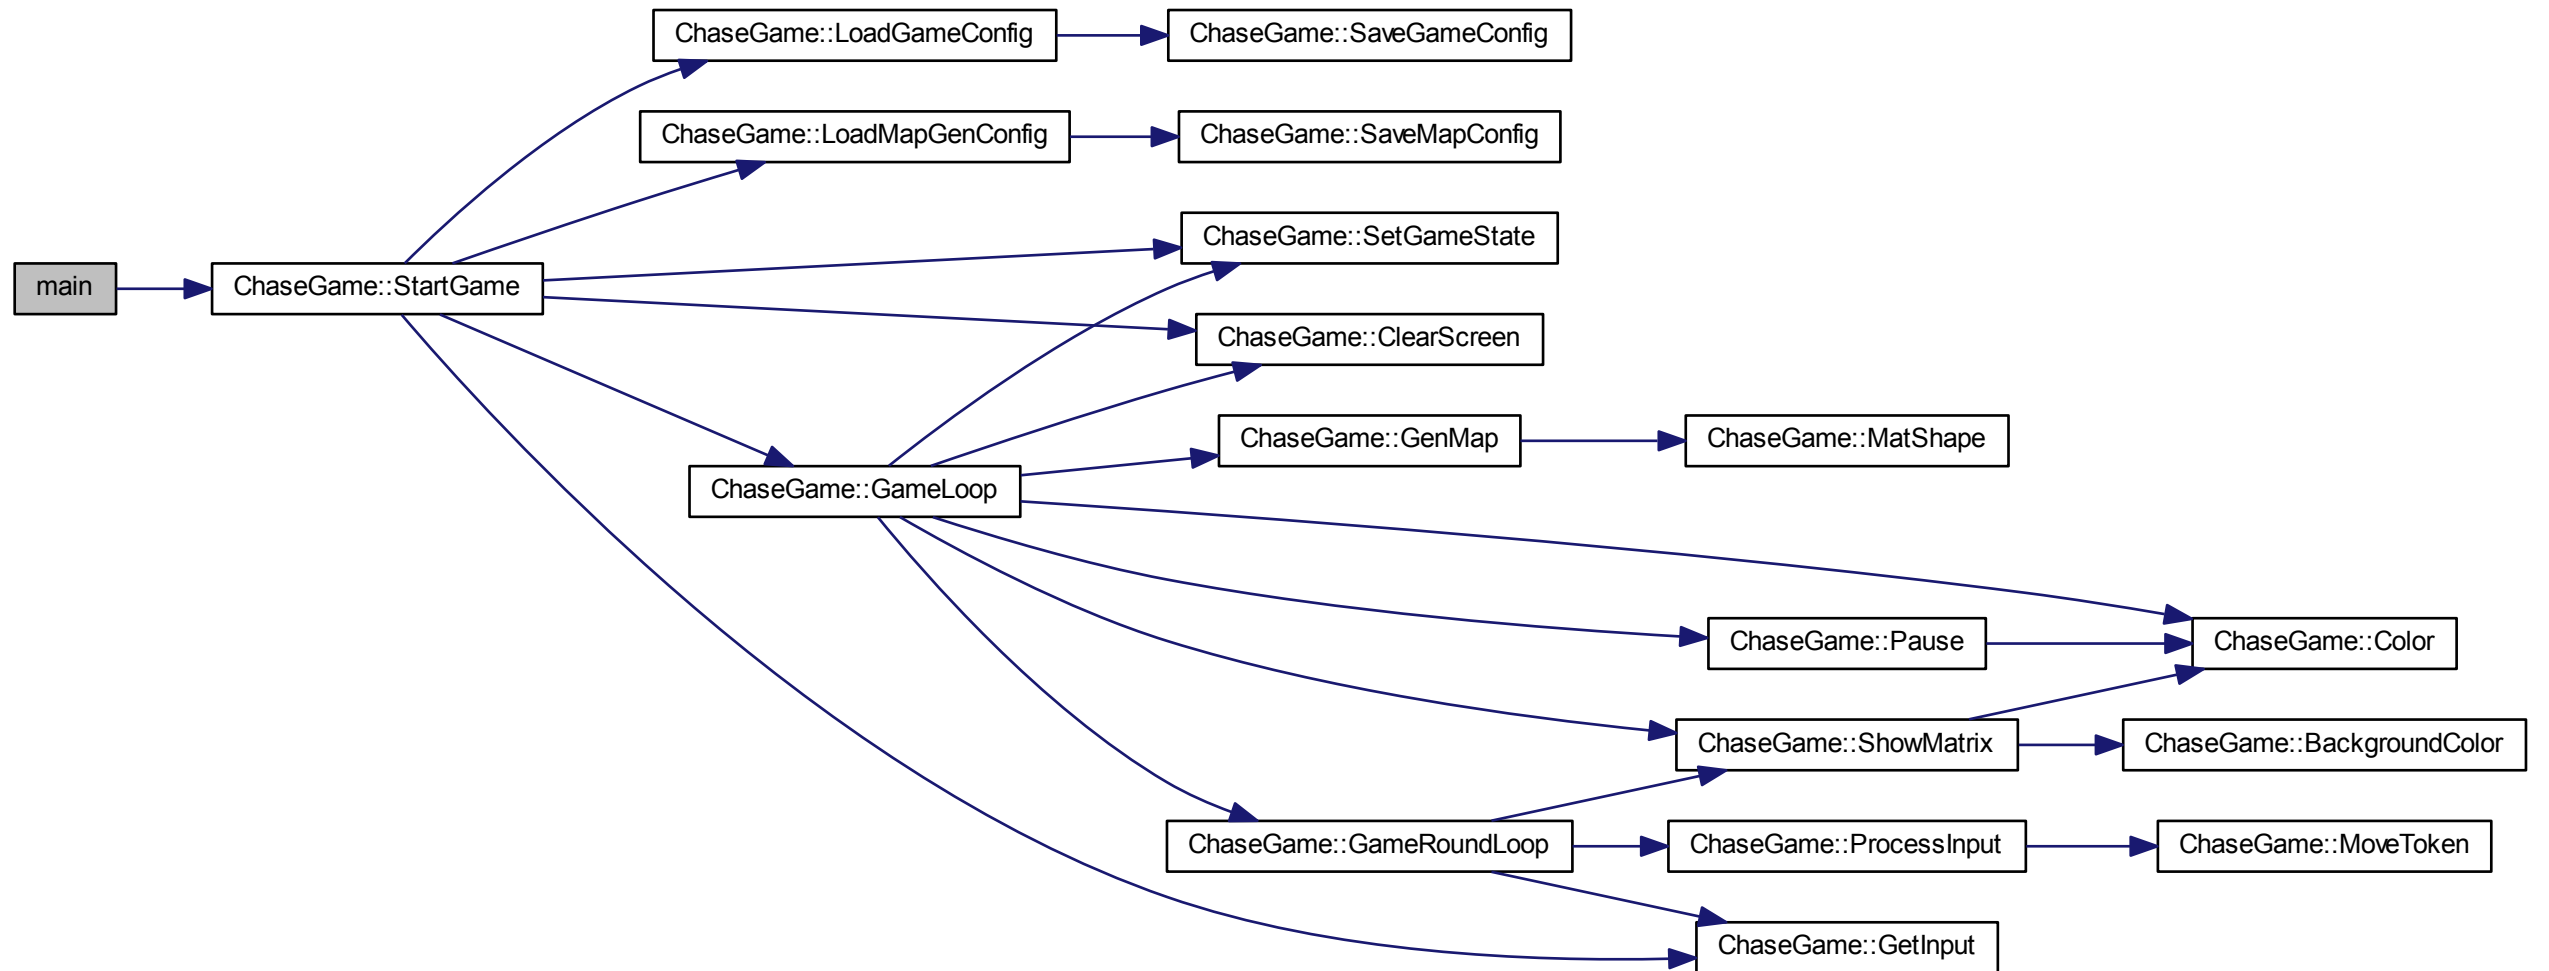 ChaseGame::LoadGameConfig
ChaseGame::SaveGameConfig
ChaseGame::LoadMapGenConfig
ChaseGame::SaveMapConfig
ChaseGame::SetGameState
main
ChaseGame::StartGame
ChaseGame::ClearScreen
ChaseGame::GenMap
ChaseGame::MatShape
ChaseGame::GameLoop
ChaseGame::Pause
ChaseGame::Color
ChaseGame::ShowMatrix
ChaseGame::BackgroundColor
ChaseGame::GameRoundLoop
ChaseGame::ProcessInput
ChaseGame::MoveToken
ChaseGame::GetInput